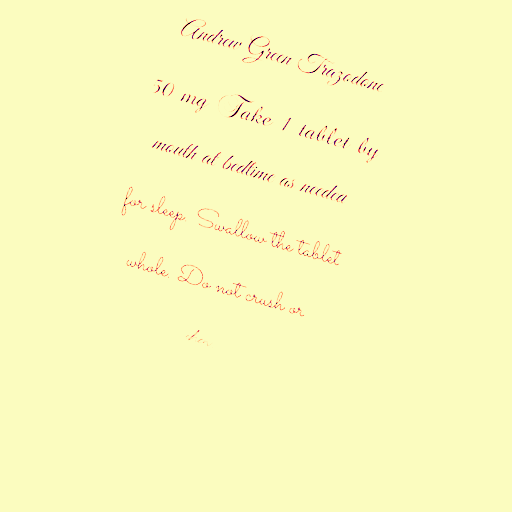 Andrew Green Trazodone
50 mg Take 1 tablet by
mouth at bedtime as needed
for sleep. Swallow the tablet
whole. Do not crush or